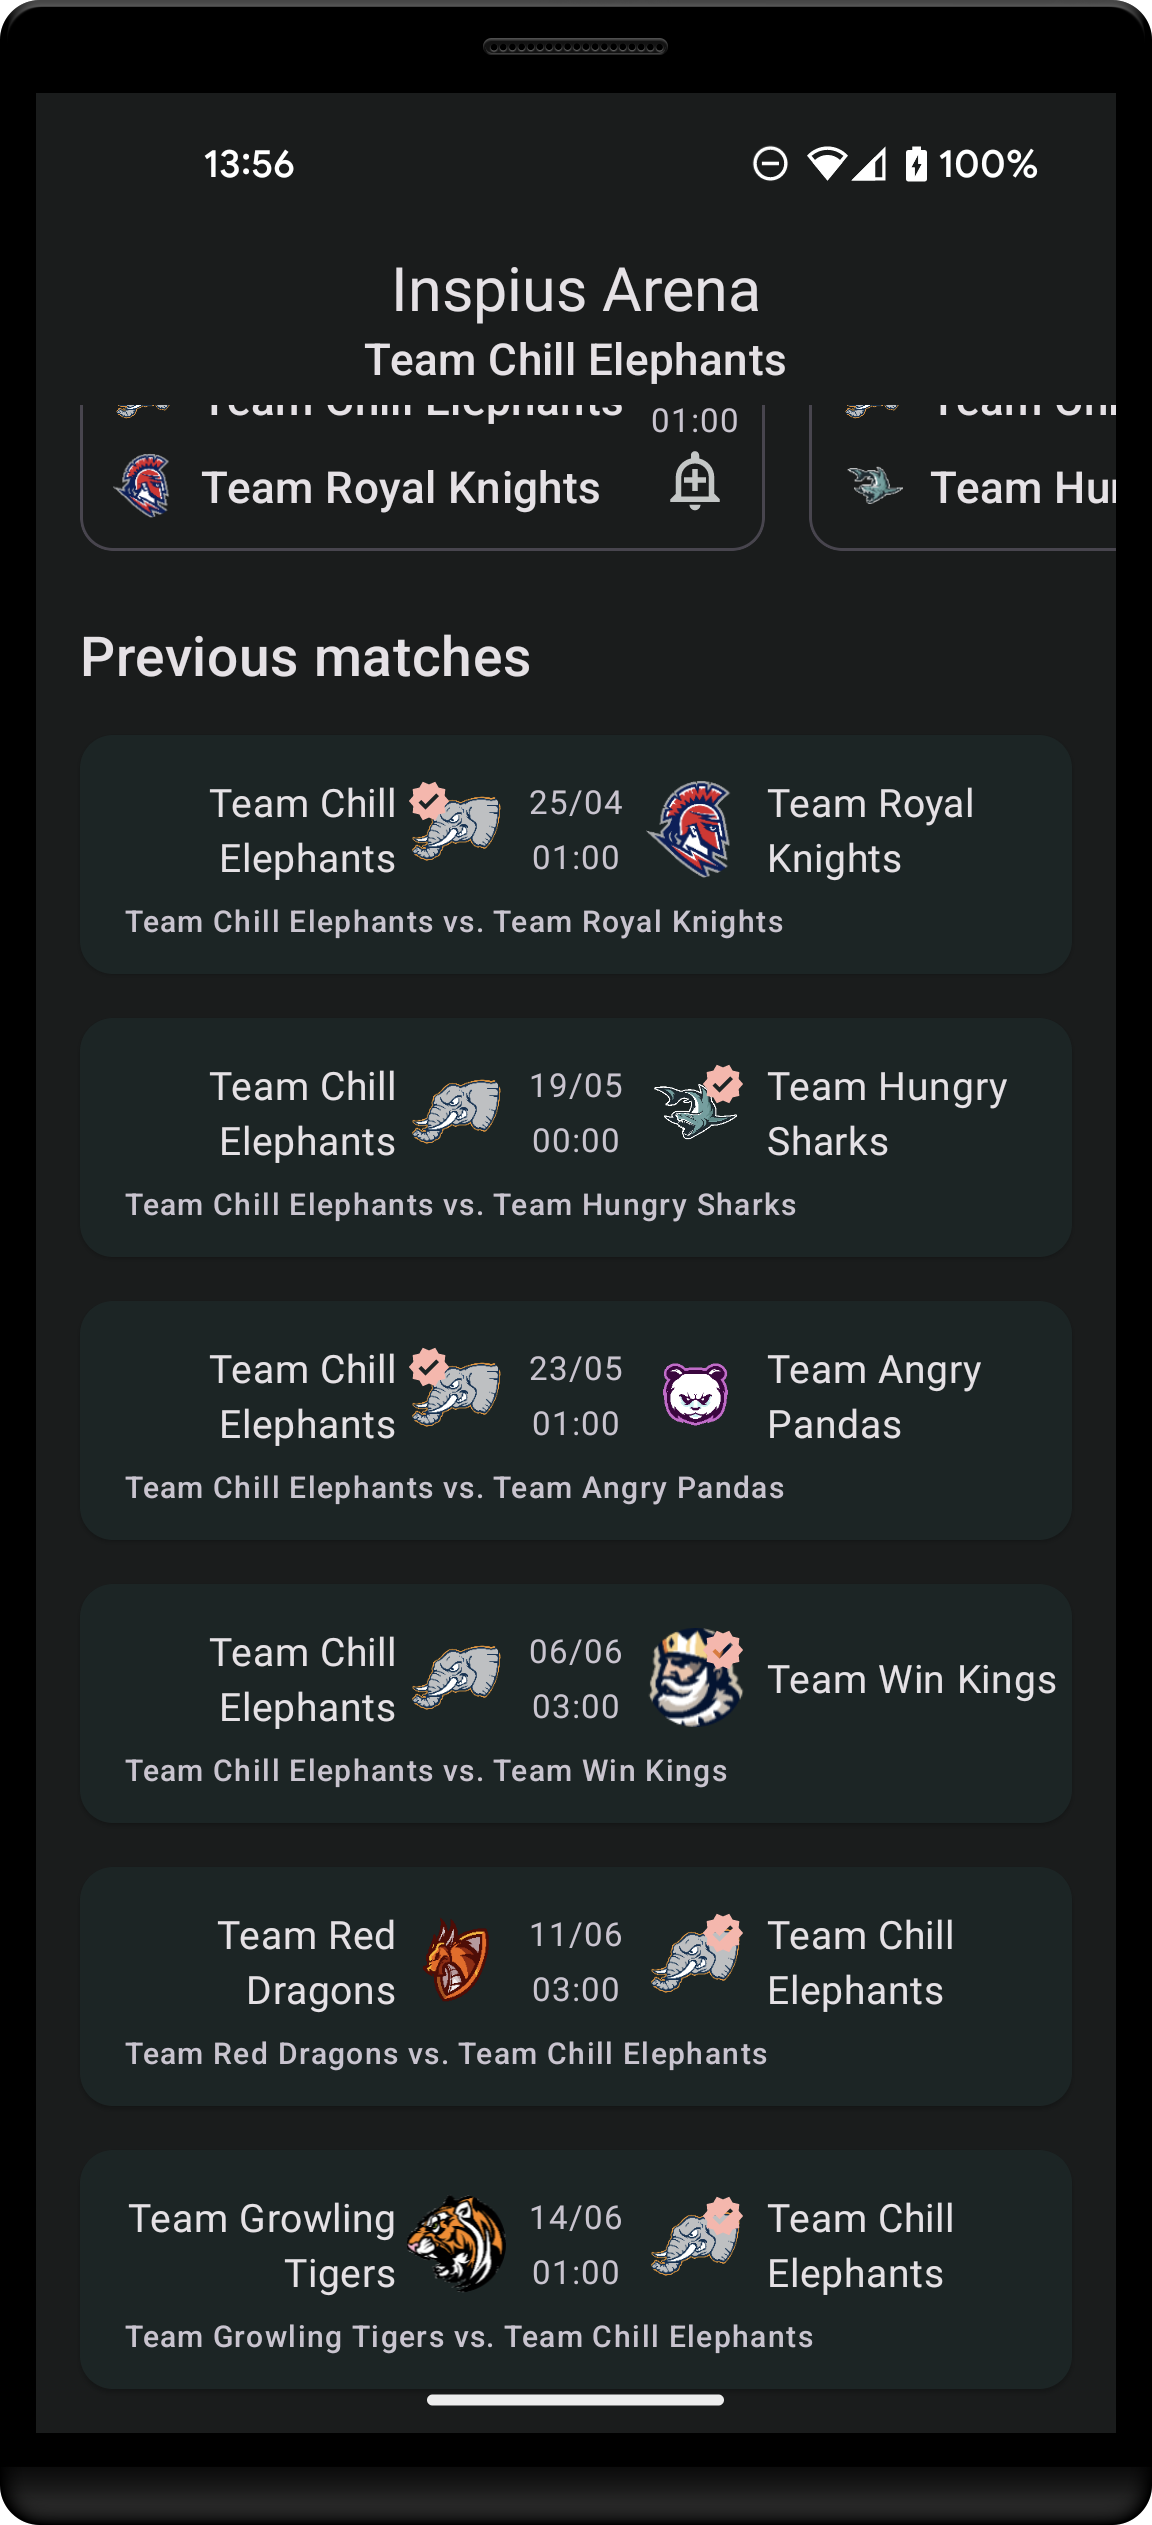 13:56
100%
Inspius Arena
Team Chill Elephants
Team Chill Elephants
01:00
Team
Team Royal Knights
Team
Previous matches
Team Chill
Elephants
25/04
01:00
Team Royal
Knights
Team Chill Elephants vs. Team Royal Knights
Team Chill
Elephants
19/05
00:00
Team Hungry
Sharks
Team Chill Elephants vs. Team Hungry Sharks
Team Chill
Elephants
23/05
01:00
Team Angry
Pandas
Team Chill Elephants vs. Team Angry Pandas
Team Chill
Elephants
06/06
03:00
Team Win Kings
Team Chill Elephants vs. Team Win Kings
Team Red
Dragons
11/06
03:00
Team Chill
Elephants
Team Red Dragons vs. Team Chill Elephants
Team Growling
Tigers
14/06
01:00
Team Chill
Elephants
Team Growling Tigers vs. Team Chill Elephants